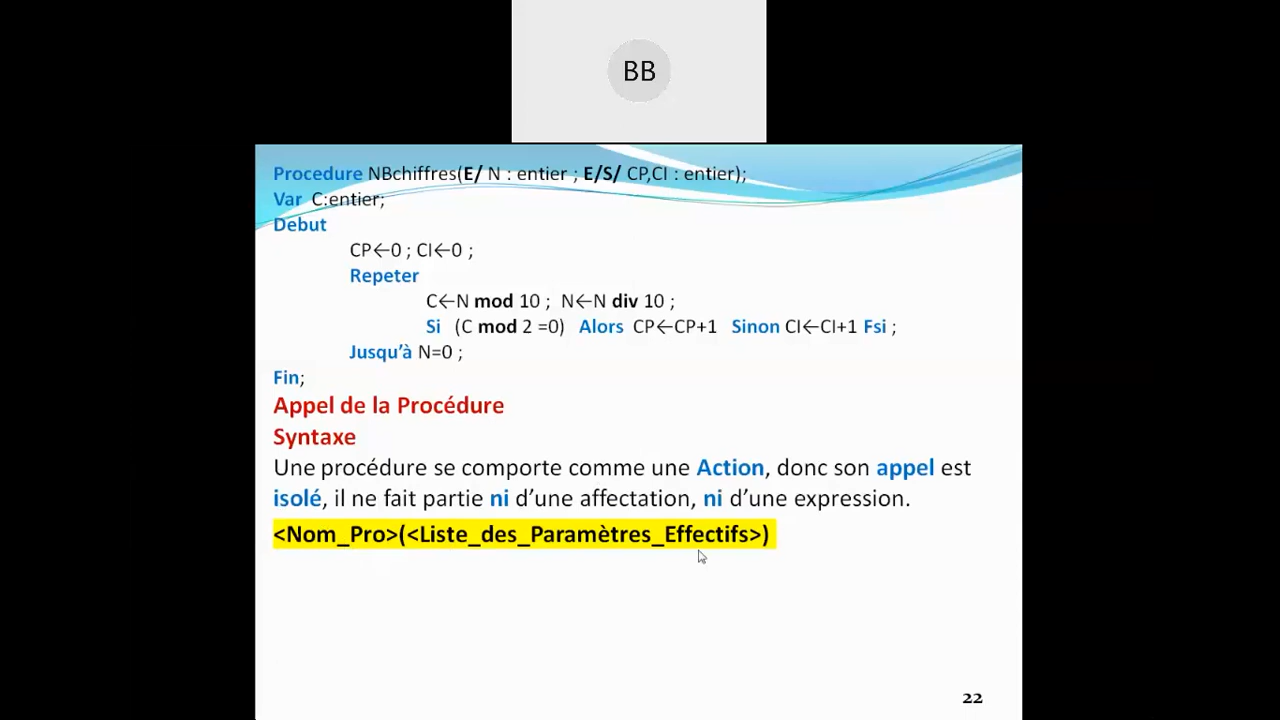 BB
Procedure NBchiffres(E/ N : entier ; E/S/ CP,CI : entier);
Var C:entier;
Debut
CP←0 ; CI←0 ;
Repeter
C←N mod 10 ; N←N div 10 ;
Si (C mod 2 =0) Alors CP←CP+1 Sinon CI←CI+1 Fsi ;
Jusqu’à N=0 ;
Fin;
Appel de la Procédure
Syntaxe
Une procédure se comporte comme une Action, donc son appel est
isolé, il ne fait partie ni d’une affectation, ni d’une expression.
<Nom_Pro>(<Liste_des_Paramètres_Effectifs>)
22